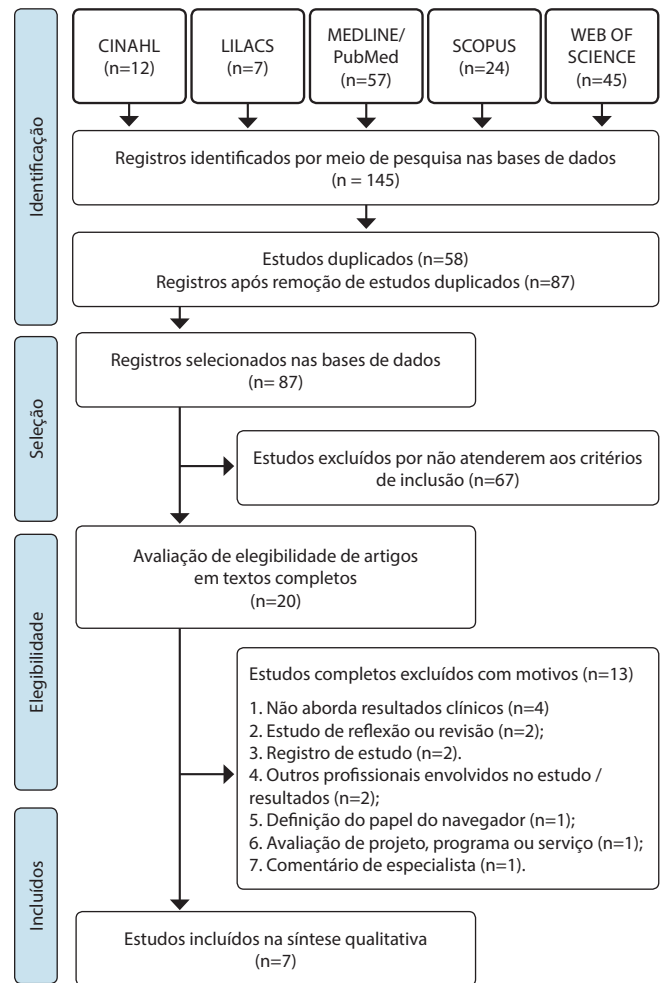 Identificação
CINAHL
(n=12)
LILACS
(n=7)
MEDLINE/
PubMed
(n=57)
SCOPUS
(n=24)
WEB OF
SCIENCE
(n=45)
Registros identificados por meio de pesquisa nas bases de dados
(n = 145)
Estudos duplicados (n=58)
Registros após remoção de estudos duplicados (n=87)
Seleção
Registros selecionados nas bases de dados
(n= 87)
Estudos excluídos por não atenderem aos critérios
de inclusão (n=67)
Elegibilidade
Avaliação de elegibilidade de artigos
em textos completos
(n=20)
Estudos completos excluídos com motivos (n=13)
1. Não aborda resultados clínicos (n=4)
2. Estudo de reflexão ou revisão (n=2);
3. Registro de estudo (n=2).
4. Outros profissionais envolvidos no estudo /
resultados (n=2);
5. Definição do papel do navegador (n=1);
6. Avaliação de projeto, programa ou serviço (n=1);
7. Comentário de especialista (n=1).
Incluídos
Estudos incluídos na síntese qualitativa
(n=7)